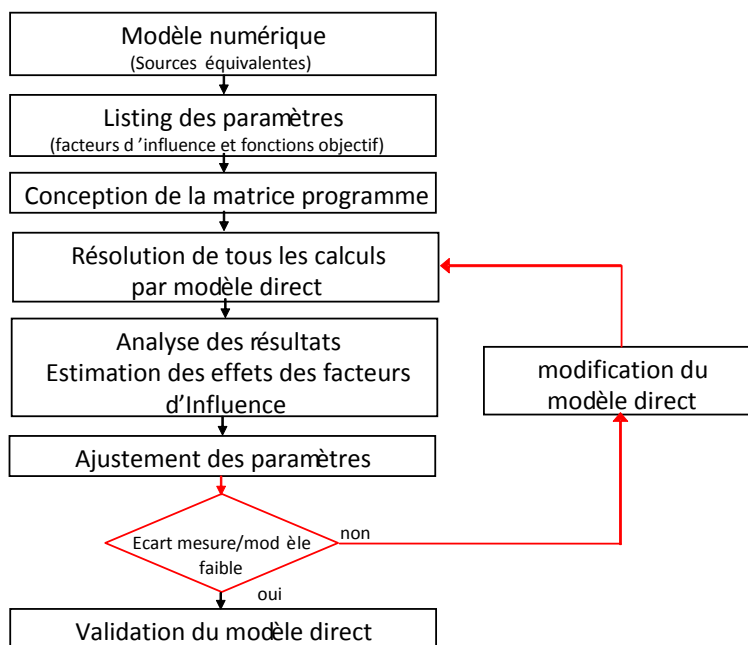 Modèle numérique
(Sources équivalentes)
Listing des paramètres
(facteurs d 'influence et fonctions objectif)
Conception de la matrice programme
Résolution de tous les calculs
par modèle direct
Analyse des résultats
Estimation des effets des facteurs
d'Influence
modification du
modèle direct
Ajustement des paramètres
Ecart mesure/mod èle
faible
non
oui
Validation du modèle direct